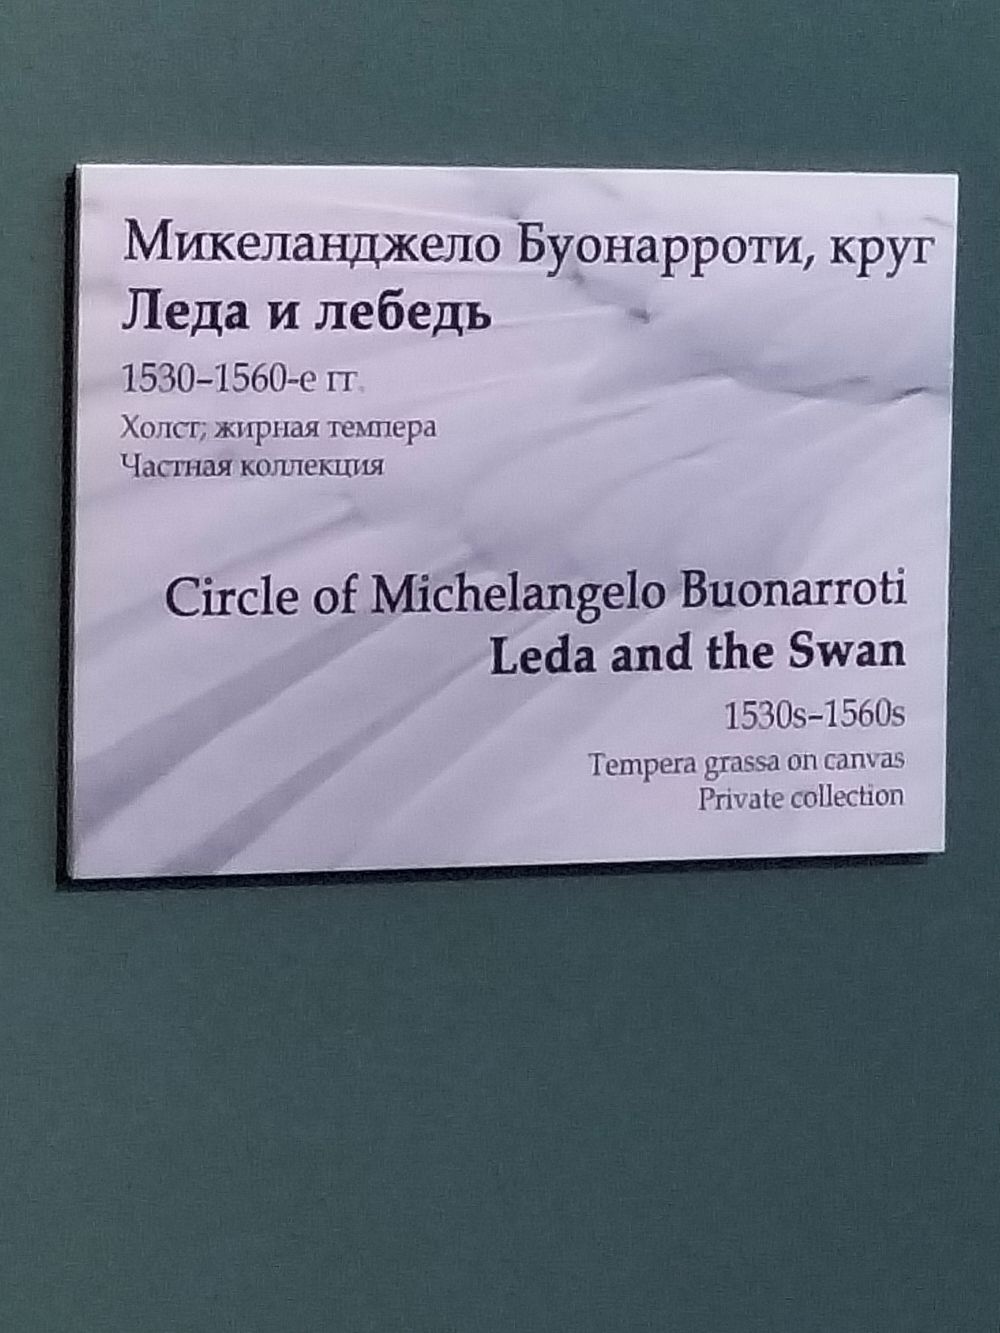 Микеланджело Буонарроти, круг
Леда и лебедь
1530–1560-е гг.
Холст; жирная темпера
Частная коллекция
Circle of Michelangelo Buonarroti
Leda and the Swan
1530s–1560s
Tempera grassa on canvas
Private collection